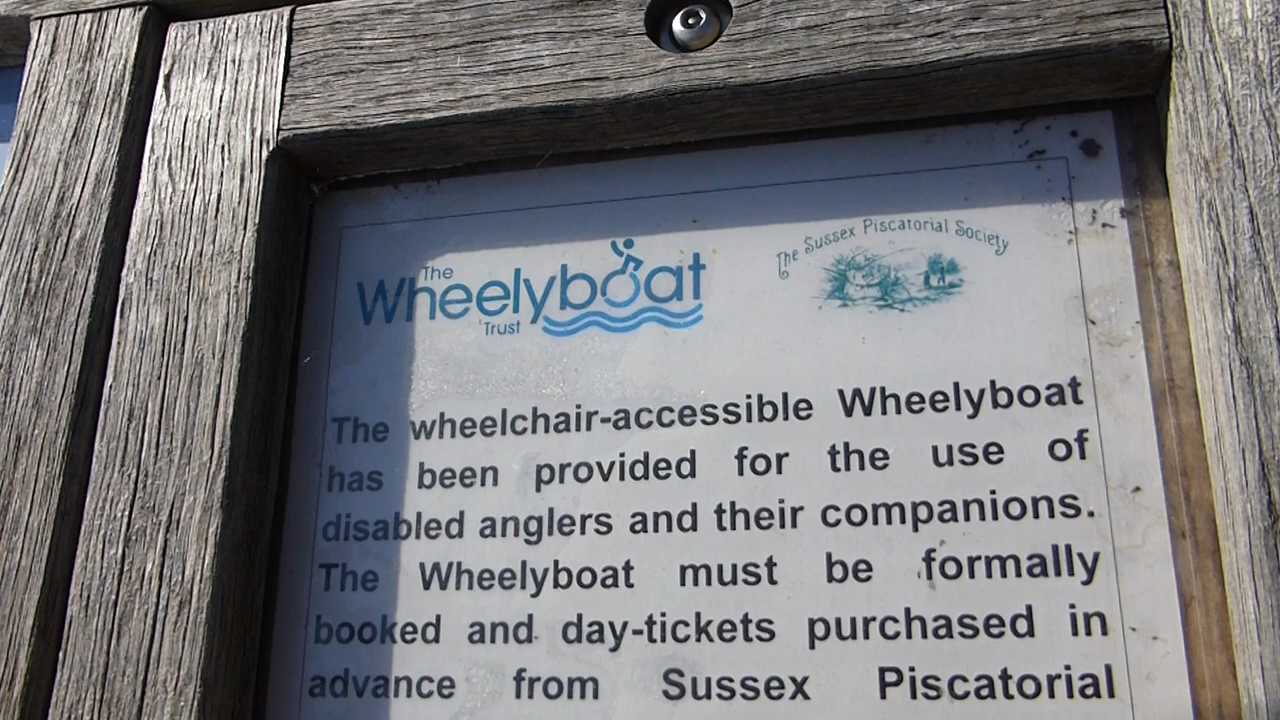 The
Wheelyboat
Trust
The Sussex Piscatorial Society
The wheelchair-accessible Wheelyboat
has been provided for the use of
disabled anglers and their companions.
The Wheelyboat must be formally
booked and day-tickets purchased in
advance from Sussex Piscatorial